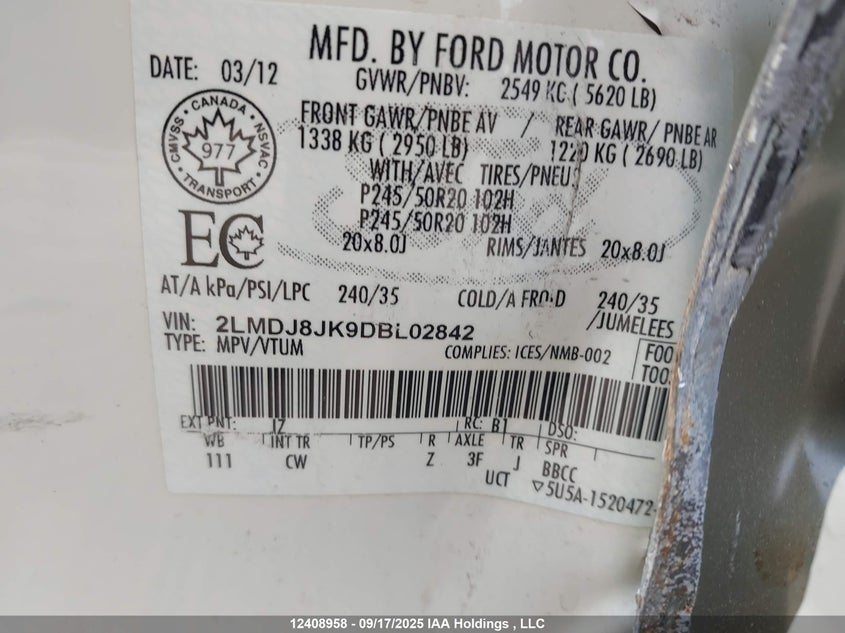 MFD. BY FORD MOTOR CO.
DATE: 03/12
GVWR/PNBV: 2549 KG ( 5620 LB)
CANADA
CMVSS NSVAC
977
TRANSPORT
FRONT GAWR/PNBE AV / REAR GAWR/ PNBE AR
1338 KG ( 2950 LB) 1220 KG ( 2690 LB)
WITH/AVEC TIRES/PNEUS
P245/50R20 102H
P245/50R20 102H
20x8.0J RIMS/JANTES 20x8.0J
EC
AT/A kPa/PSI/LPC 240/35 COLD/A FROID 240/35
/JUMELEES
VIN: 2LMDJ8JK9DBL02842
TYPE: MPV/VTUM COMPLIES: ICES/NMB-002
F00
T00
EXT PNT: IZ RC: B1 DSO:
WB INT TR TP/PS R AXLE TR SPR
111 CW Z 3F J BBCC
UCT ▽5U5A-1520472-
12408958 - 09/17/2025 IAA Holdings , LLC